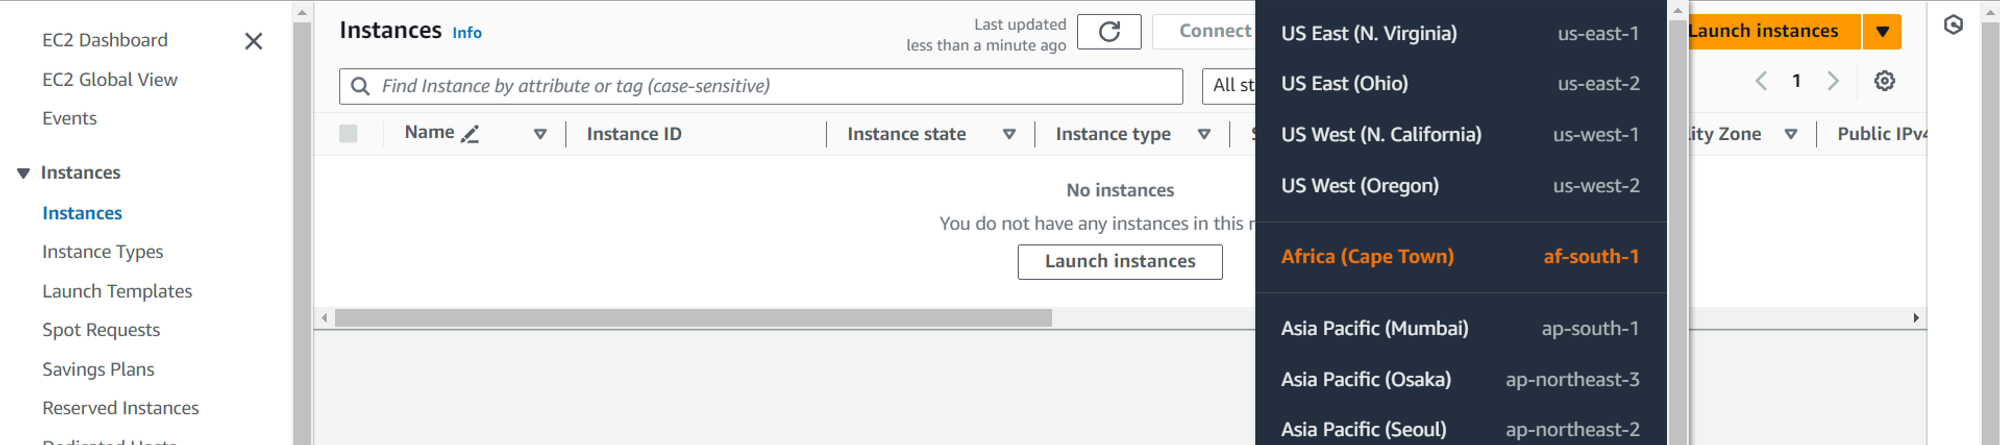 EC2 Dashboard
EC2 Global View
Events
Instances
Instances
Instance Types
Launch Templates
Spot Requests
Savings Plans
Reserved Instances
Instances Info
Last updated
less than a minute ago
Connect
Launch instances
Find Instance by attribute or tag (case-sensitive)
All st
1
Name
Instance ID
Instance state
Instance type
lity Zone
Public IPv4
No instances
You do not have any instances in this r
Launch instances
US East (N. Virginia) us-east-1
US East (Ohio) us-east-2
US West (N. California) us-west-1
US West (Oregon) us-west-2
Africa (Cape Town) af-south-1
Asia Pacific (Mumbai) ap-south-1
Asia Pacific (Osaka) ap-northeast-3
Asia Pacific (Seoul) ap-northeast-2